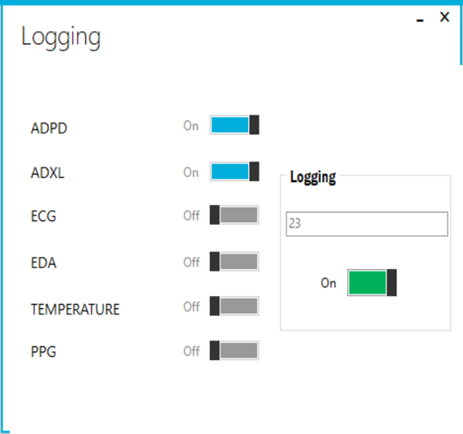 Logging
ADPD On
ADXL On
ECG Off
EDA Off
TEMPERATURE Off
PPG Off
Logging
23
On